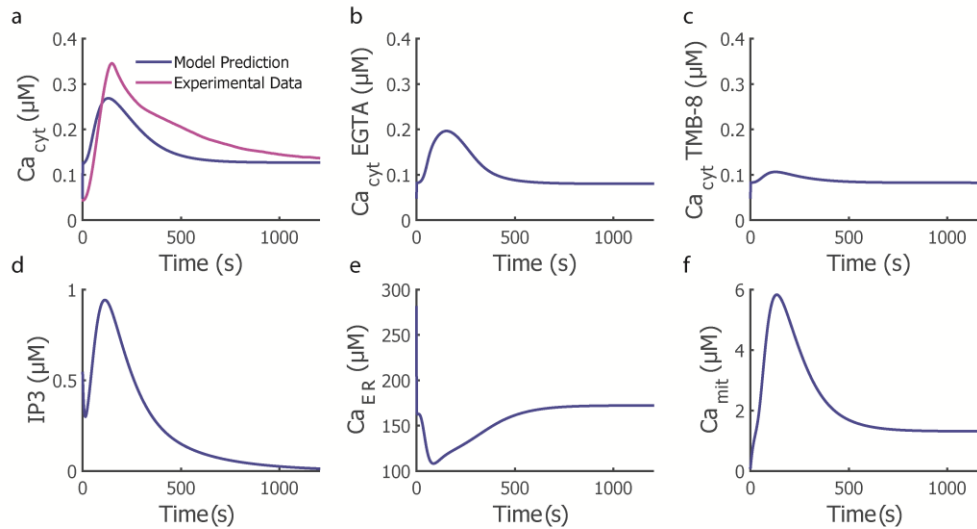 a
Ca cyt (µM)
0.4
0.3
0.2
0.1
0
Model Prediction
Experimental Data
0
500
1000
Time (s)
b
Ca cyt EGTA (µM)
0.4
0.3
0.2
0.1
0
0
500
1000
Time (s)
c
Ca cyt TMB-8 (µM)
0.4
0.3
0.2
0.1
0
0
500
1000
Time (s)
d
IP3 (µM)
1
0.5
0
0
500
1000
Time(s)
e
Ca ER (µM)
300
250
200
150
100
0
500
1000
Time(s)
f
Ca mit (µM)
6
4
2
0
0
500
1000
Time(s)